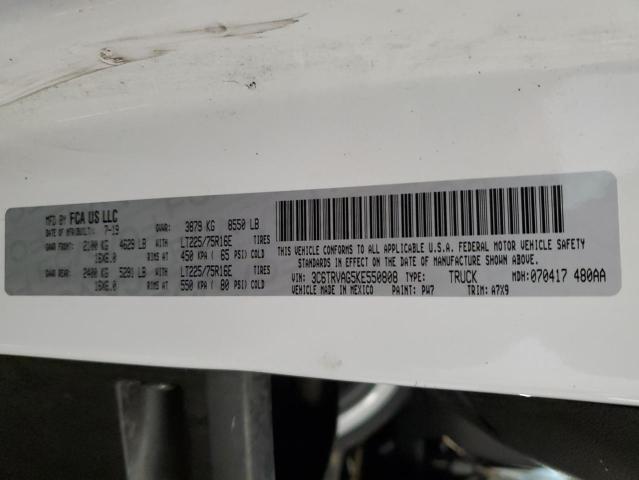 MFD BY FCA US LLC
DATE OF MFR(BUILT): 7-19 GVWR: 3879 KG 8550 LB
GAWR FRONT: 2100 KG 4629 LB WITH LT225/75R16E TIRES
16X6.0 RIMS AT 450 KPA ( 65 PSI) COLD
GAWR REAR: 2400 KG 5291 LB WITH LT225/75R16E TIRES
16X6.0 RIMS AT 550 KPA ( 80 PSI) COLD
THIS VEHICLE CONFORMS TO ALL APPLICABLE U.S.A. FEDERAL MOTOR VEHICLE SAFETY
STANDARDS IN EFFECT ON THE DATE OF MANUFACTURE SHOWN ABOVE.
VIN: 3C6TRVAG5KE550808 TYPE: TRUCK MDH: 070417 480AA
VEHICLE MADE IN MEXICO PAINT: PW7 TRIM: A7X9